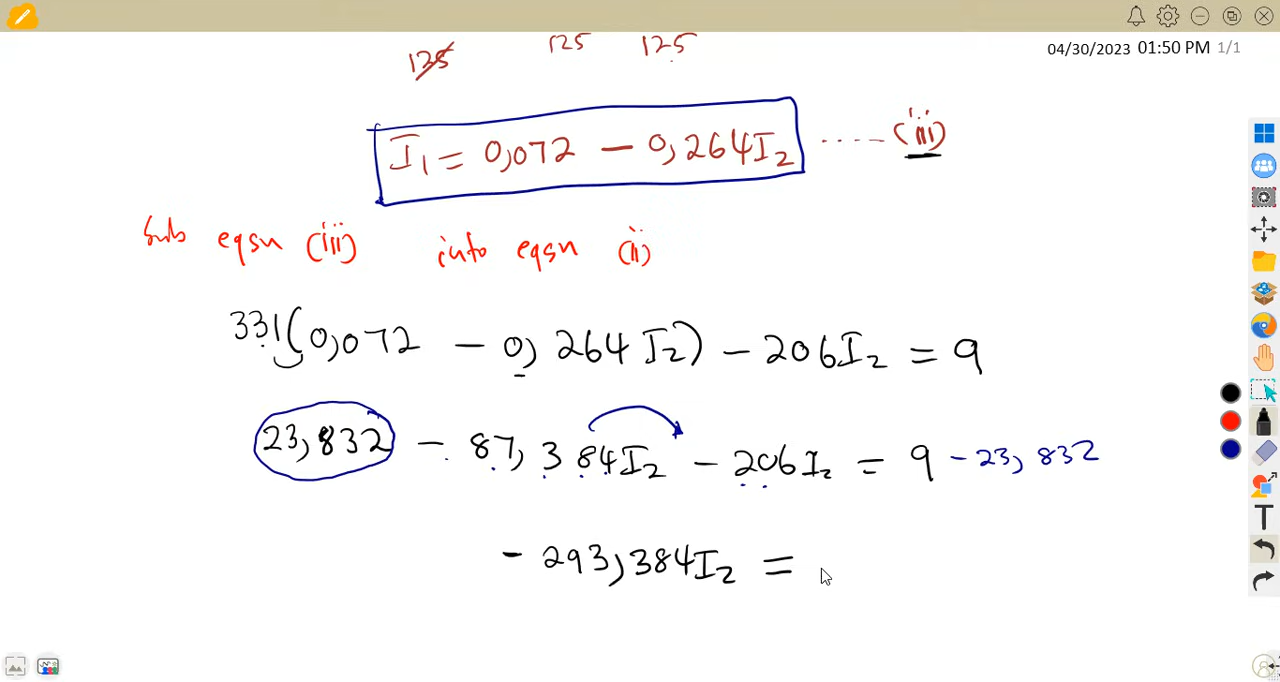 04/30/2023 01:50 PM 1/1
125 125 125
I₁ = 0,072 − 0,264I₂ ..... (iii)
Sub eqsn (iii) into eqsn (ii)
331(0,072 − 0,264 I₂) − 206I₂ = 9
23,832 − 87,384I₂ − 206I₂ = 9 − 23,832
− 293,384I₂ =